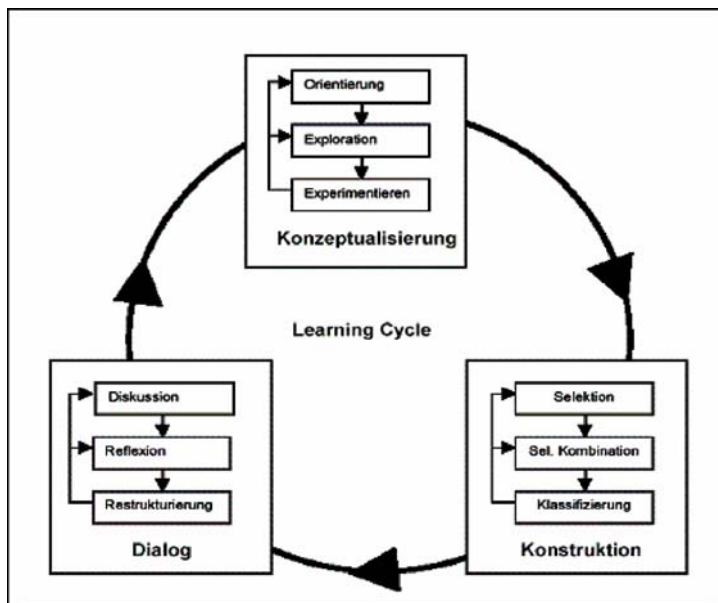 Orientierung
Exploration
Experimentieren
Konzeptualisierung
Learning Cycle
Diskussion
Reflexion
Restrukturierung
Dialog
Selektion
Sel. Kombination
Klassifizierung
Konstruktion